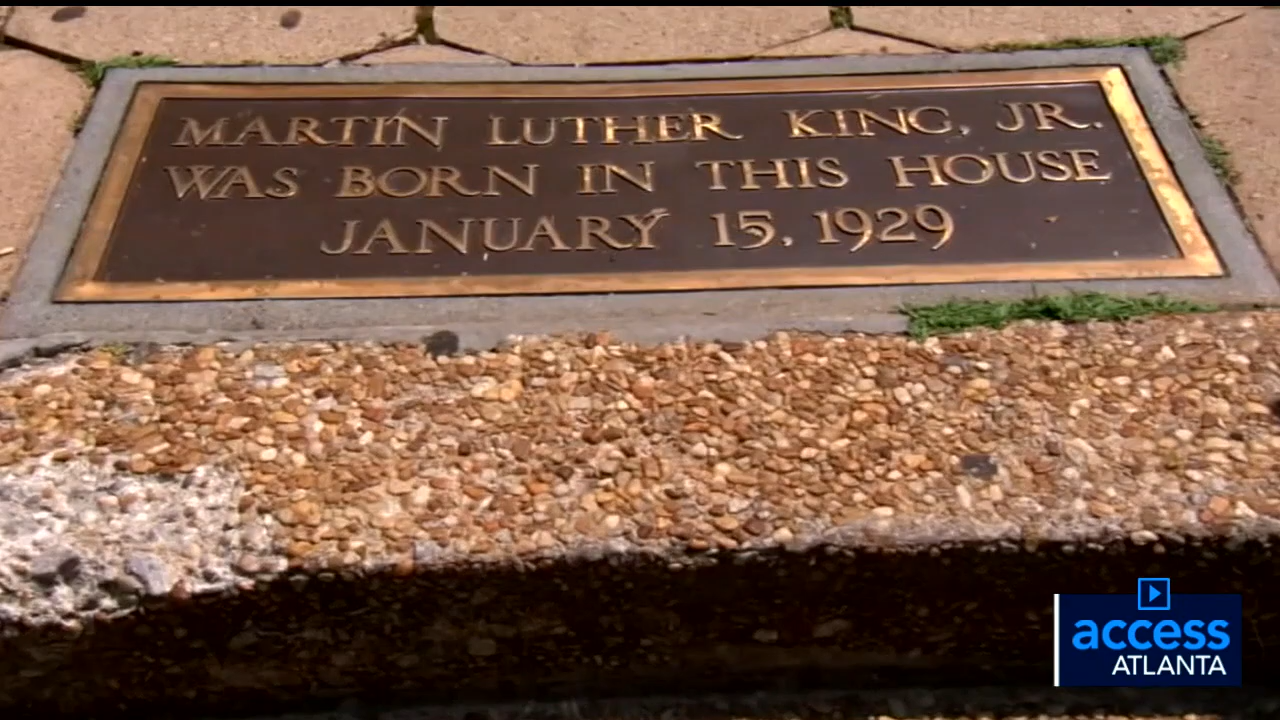 MARTIN LUTHER KING, JR.
WAS BORN IN THIS HOUSE
JANUARY 15, 1929
access
ATLANTA